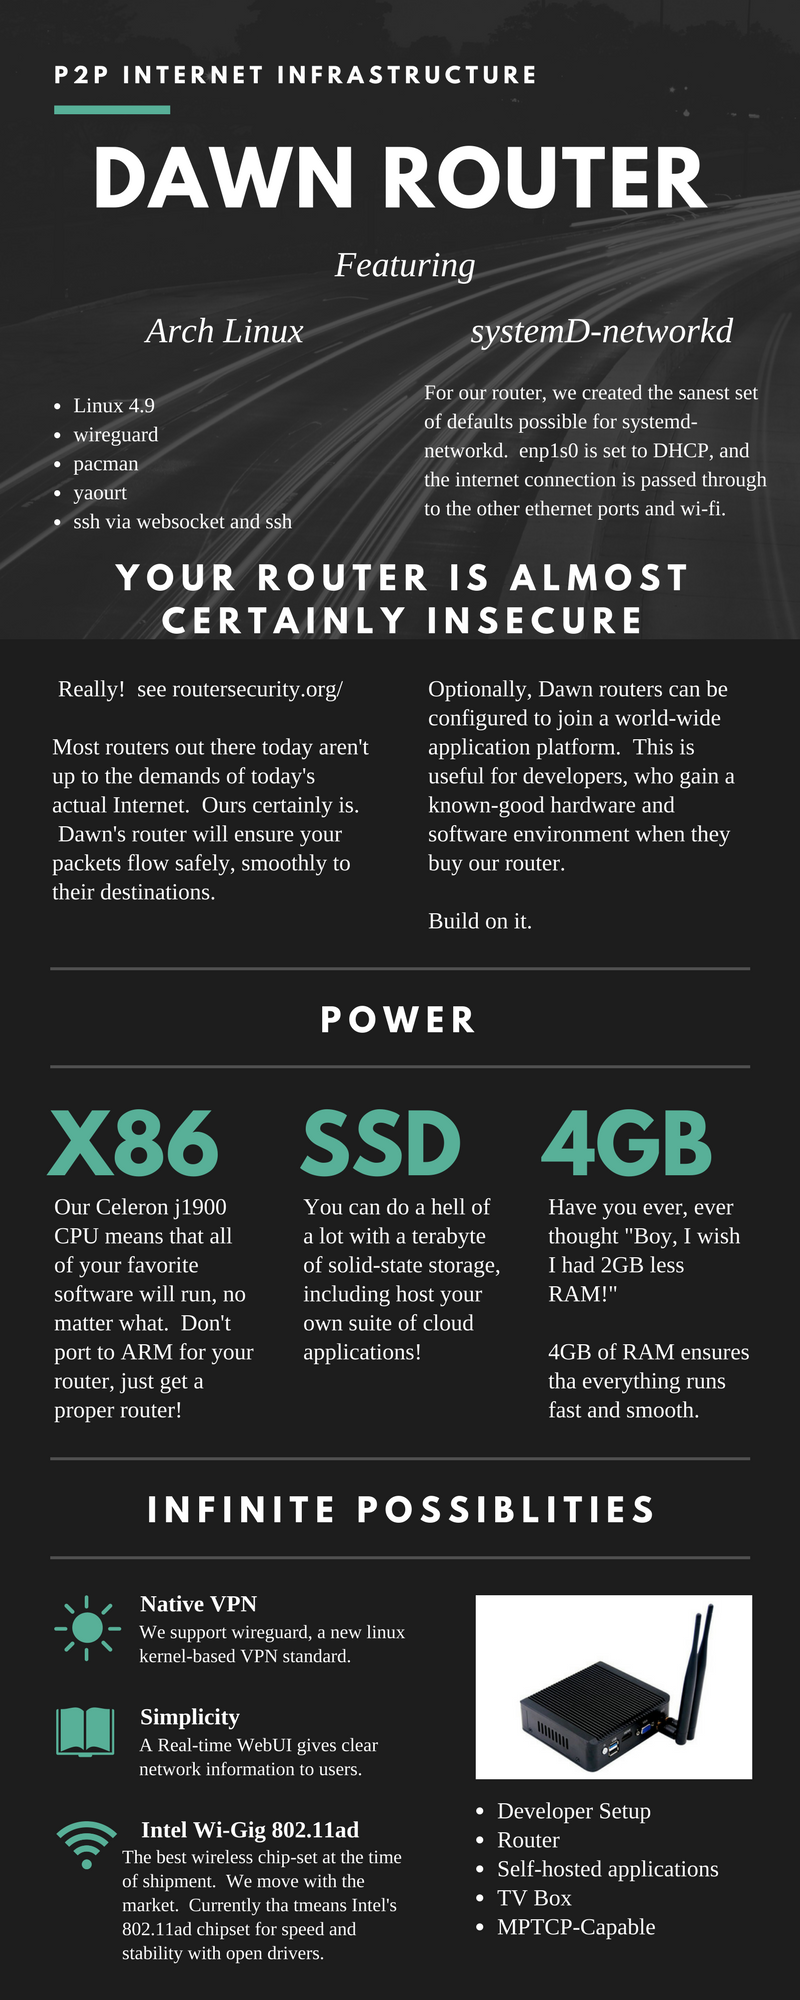 P2P INTERNET INFRASTRUCTURE
DAWN ROUTER
Featuring
Arch Linux
• Linux 4.9
• wireguard
• pacman
• yaourt
• ssh via websocket and ssh
systemD-networkd
For our router, we created the sanest set
of defaults possible for systemd-
networkd.  enp1s0 is set to DHCP, and
the internet connection is passed through
to the other ethernet ports and wi-fi.
YOUR ROUTER IS ALMOST
CERTAINLY INSECURE
Really!  see routersecurity.org/
Most routers out there today aren't
up to the demands of today's
actual Internet.  Ours certainly is.
Dawn's router will ensure your
packets flow safely, smoothly to
their destinations.
Optionally, Dawn routers can be
configured to join a world-wide
application platform.  This is
useful for developers, who gain a
known-good hardware and
software environment when they
buy our router.
Build on it.
POWER
X86
Our Celeron j1900
CPU means that all
of your favorite
software will run, no
matter what.  Don't
port to ARM for your
router, just get a
proper router!
SSD
You can do a hell of
a lot with a terabyte
of solid-state storage,
including host your
own suite of cloud
applications!
4GB
Have you ever, ever
thought "Boy, I wish
I had 2GB less
RAM!"
4GB of RAM ensures
tha everything runs
fast and smooth.
INFINITE POSSIBLITIES
Native VPN
We support wireguard, a new linux
kernel-based VPN standard.
Simplicity
A Real-time WebUI gives clear
network information to users.
Intel Wi-Gig 802.11ad
The best wireless chip-set at the time
of shipment.  We move with the
market.  Currently tha tmeans Intel's
802.11ad chipset for speed and
stability with open drivers.
• Developer Setup
• Router
• Self-hosted applications
• TV Box
• MPTCP-Capable